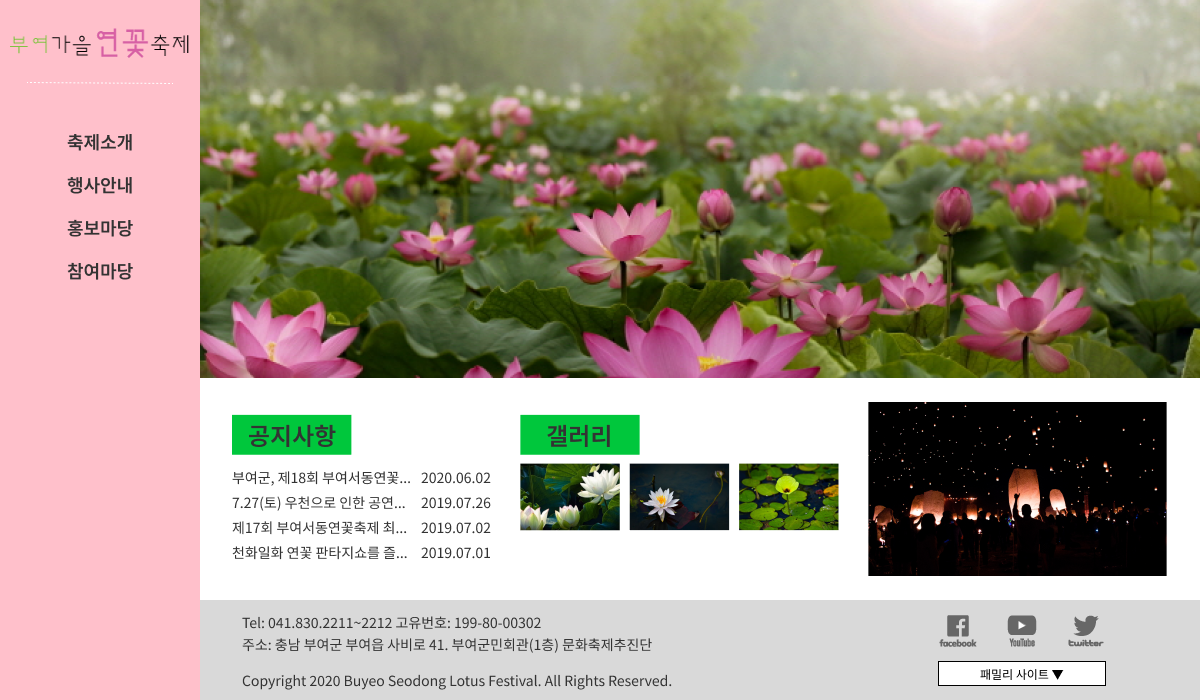 부여가을연꽃축제
축제소개
행사안내
홍보마당
참여마당
공지사항
부여군, 제18회 부여서동연꽃... 2020.06.02
7.27(토) 우천으로 인한 공연... 2019.07.26
제17회 부여서동연꽃축제 최... 2019.07.02
천화일화 연꽃 판타지쇼를 즐... 2019.07.01
갤러리
Tel: 041.830.2211~2212 고유번호: 199-80-00302
주소: 충남 부여군 부여읍 사비로 41. 부여군민회관(1층) 문화축제추진단
Copyright 2020 Buyeo Seodong Lotus Festival. All Rights Reserved.
facebook YouTube twitter
패밀리 사이트 ▼